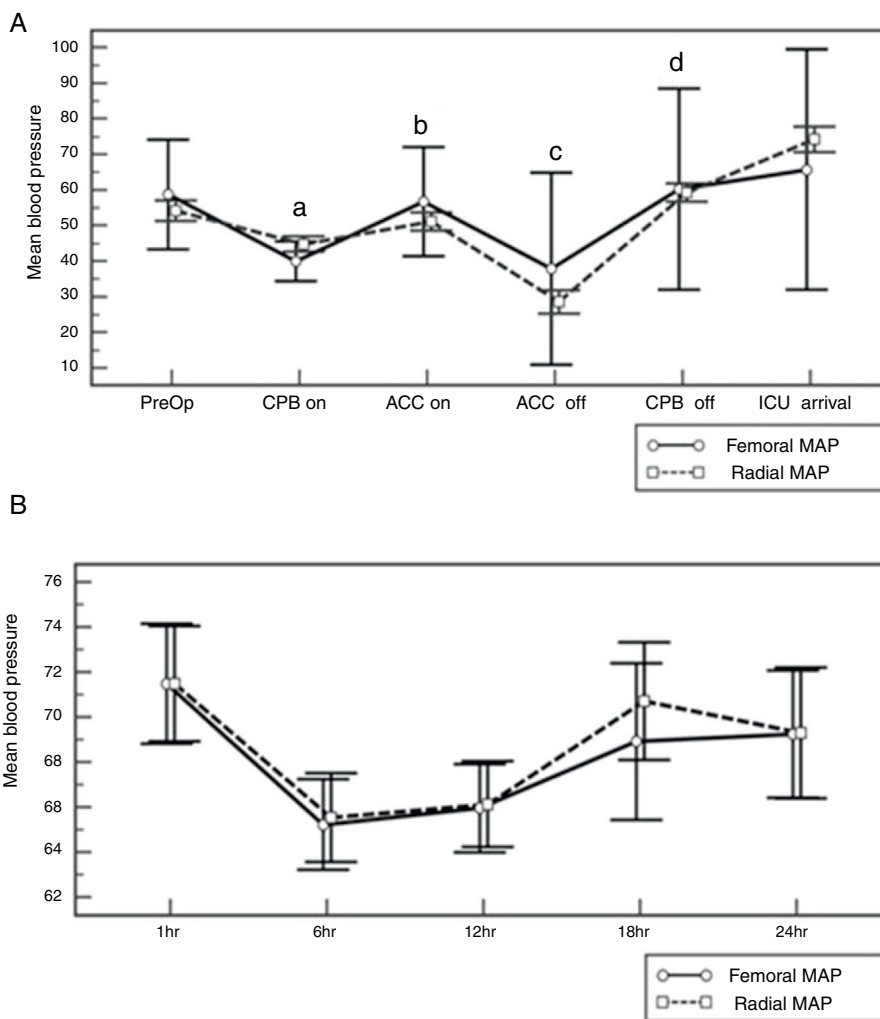 A
Mean blood pressure
100
90
80
70
60
50
40
30
20
10
a
b
c
d
PreOp CPB on ACC on ACC off CPB off ICU arrival
Femoral MAP
Radial MAP
B
Mean blood pressure
76
74
72
70
68
68
64
62
1hr 6hr 12hr 18hr 24hr
Femoral MAP
Radial MAP